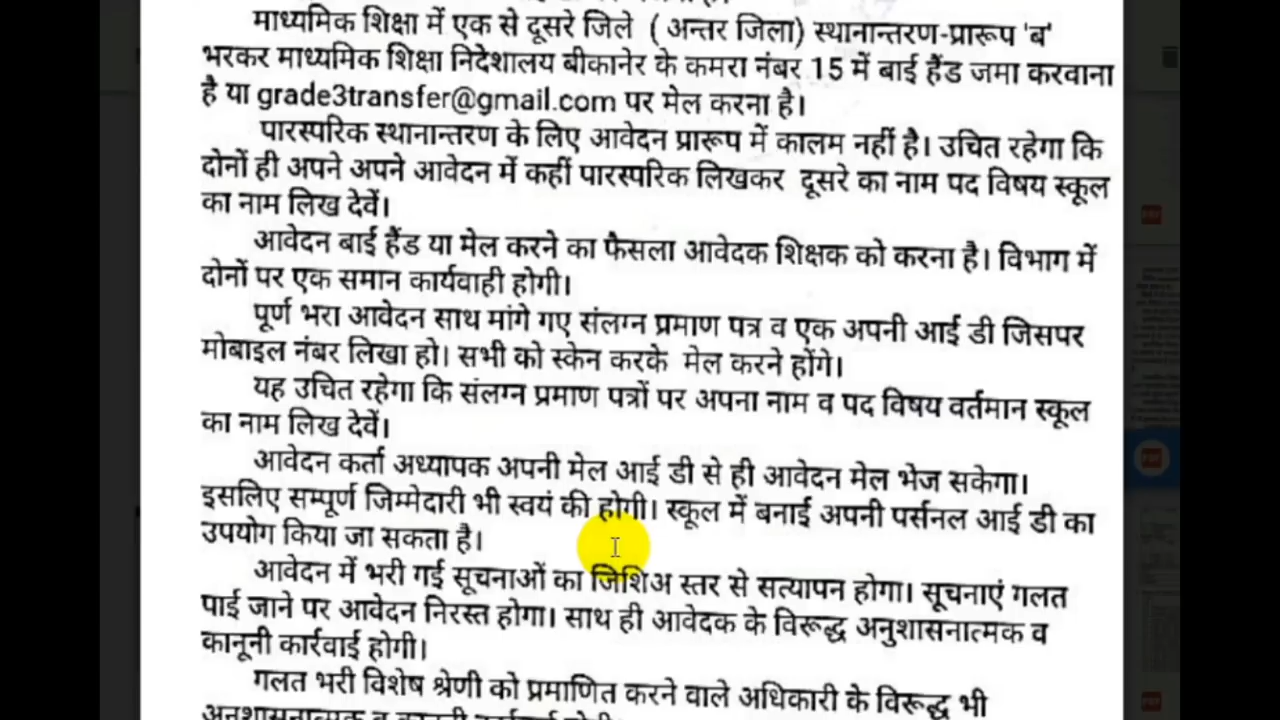 माध्यमिक शिक्षा में एक से दूसरे जिले ( अन्तर जिला) स्थानान्तरण-प्रारूप 'ब'
भरकर माध्यमिक शिक्षा निदेशालय बीकानेर के कमरा नंबर 15 में बाई हैंड जमा करवाना
है या grade3transfer@gmail.com पर मेल करना है।
पारस्परिक स्थानान्तरण के लिए आवेदन प्रारूप में कालम नहीं है। उचित रहेगा कि
दोनों ही अपने अपने आवेदन में कहीं पारस्परिक लिखकर दूसरे का नाम पद विषय स्कूल
का नाम लिख देवें।
आवेदन बाई हैंड या मेल करने का फैसला आवेदक शिक्षक को करना है। विभाग में
दोनों पर एक समान कार्यवाही होगी।
पूर्ण भरा आवेदन साथ मांगे गए संलग्न प्रमाण पत्र व एक अपनी आई डी जिसपर
मोबाइल नंबर लिखा हो। सभी को स्केन करके मेल करने होंगे।
यह उचित रहेगा कि संलग्न प्रमाण पत्रों पर अपना नाम व पद विषय वर्तमान स्कूल
का नाम लिख देवें।
आवेदन कर्ता अध्यापक अपनी मेल आई डी से ही आवेदन मेल भेज सकेगा।
इसलिए सम्पूर्ण जिम्मेदारी भी स्वयं की होगी। स्कूल में बनाई अपनी पर्सनल आई डी का
उपयोग किया जा सकता है।
आवेदन में भरी गई सूचनाओं का जिशिअ स्तर से सत्यापन होगा। सूचनाएं गलत
पाई जाने पर आवेदन निरस्त होगा। साथ ही आवेदक के विरूद्ध अनुशासनात्मक व
कानूनी कार्रवाई होगी।
गलत भरी विशेष श्रेणी को प्रमाणित करने वाले अधिकारी के विरूद्ध भी